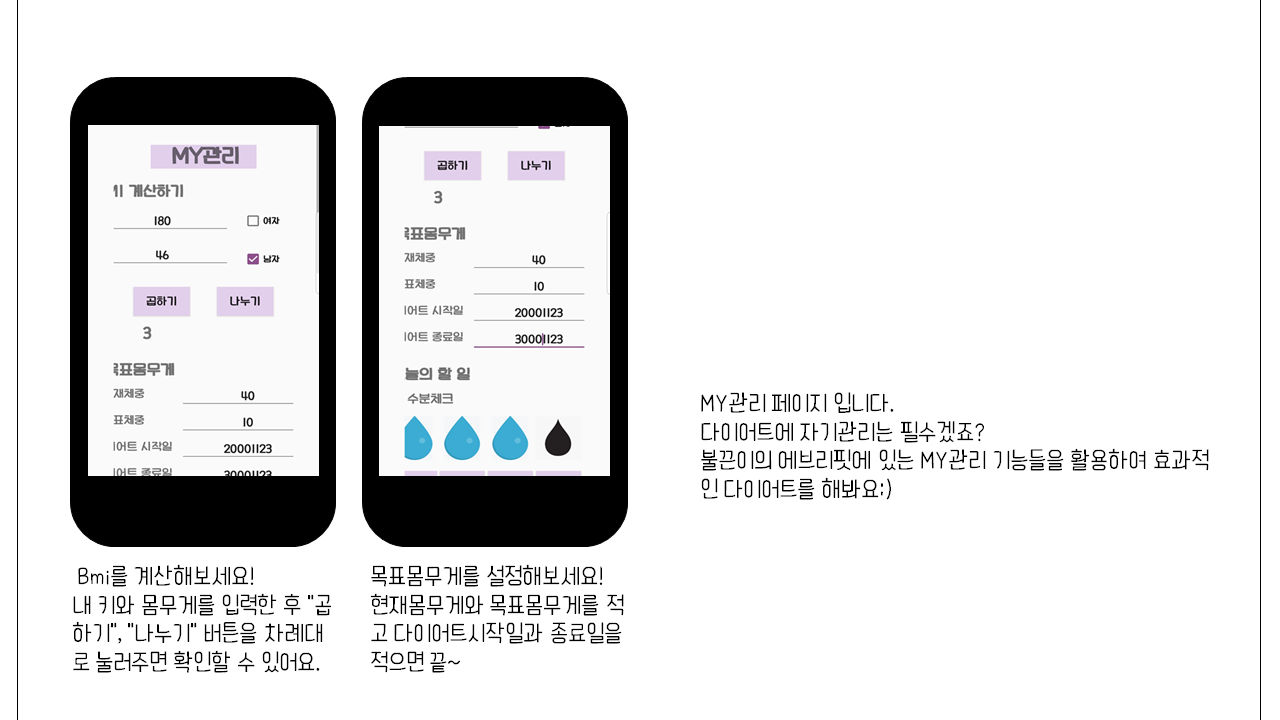 MY관리
MI 계산하기
180
여자
46
남자
곱하기 나누기
3
목표몸무게
재체중 40
표체중 10
이어트 시작일 20001123
이어트 종료일 30001123
곱하기 나누기
3
목표몸무게
재체중 40
표체중 10
이어트 시작일 20001123
이어트 종료일 30001123
늘의 할 일
수분체크
Bmi를 계산해보세요!
내 키와 몸무게를 입력한 후 "곱
하기", "나누기" 버튼을 차례대
로 눌러주면 확인할 수 있어요.
목표몸무게를 설정해보세요!
현재몸무게와 목표몸무게를 적
고 다이어트시작일과 종료일을
적으면 끝~
MY관리 페이지 입니다.
다이어트에 자기관리는 필수겠죠?
불끈이의 에브리핏에 있는 MY관리 기능들을 활용하여 효과적
인 다이어트를 해봐요:)